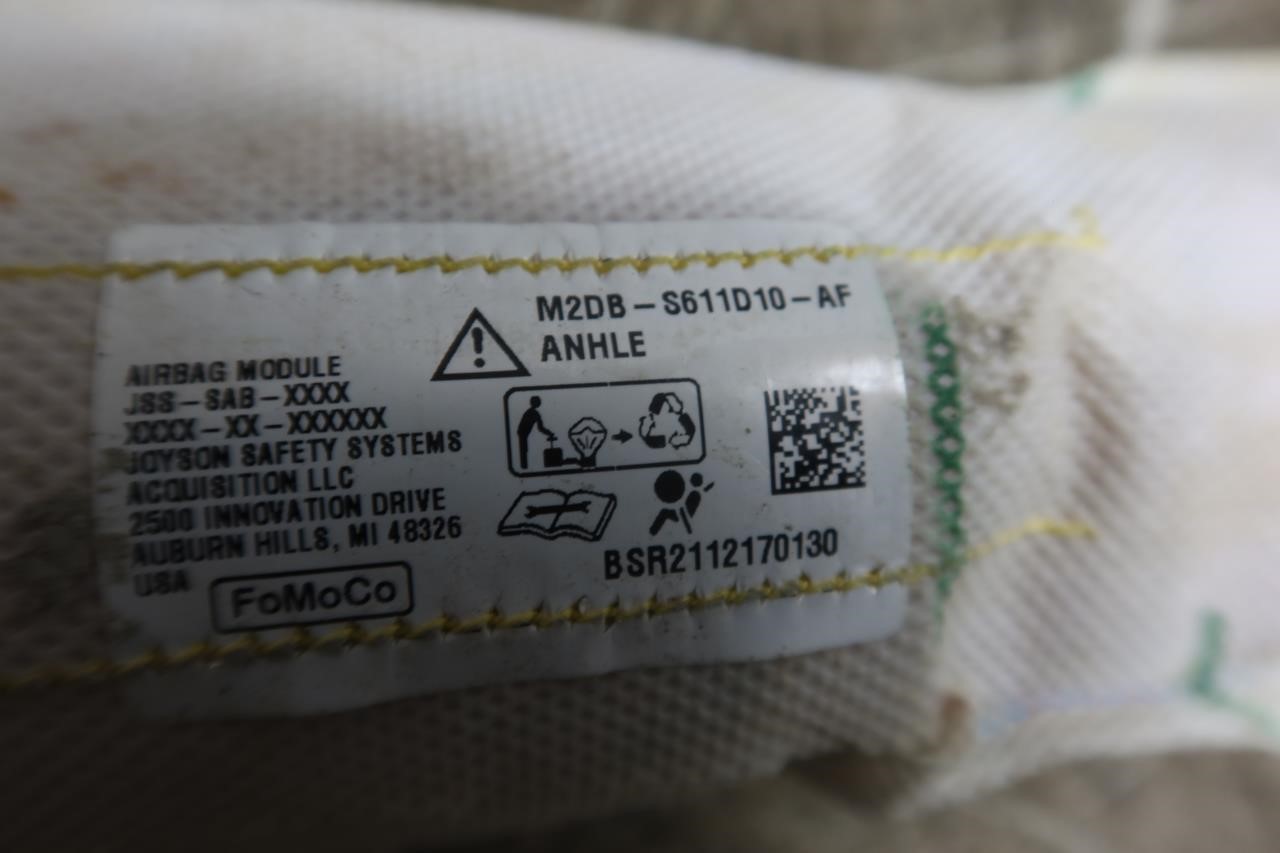 M2DB-S611D10-AF
ANHLE
AIRBAG MODULE
JSS-SAB-XXXX
XXXX-XX-XXXXXX
JOYSON SAFETY SYSTEMS
ACQUISITION LLC
2500 INNOVATION DRIVE
AUBURN HILLS, MI 48326
USA
FoMoCo
BSR2112170130